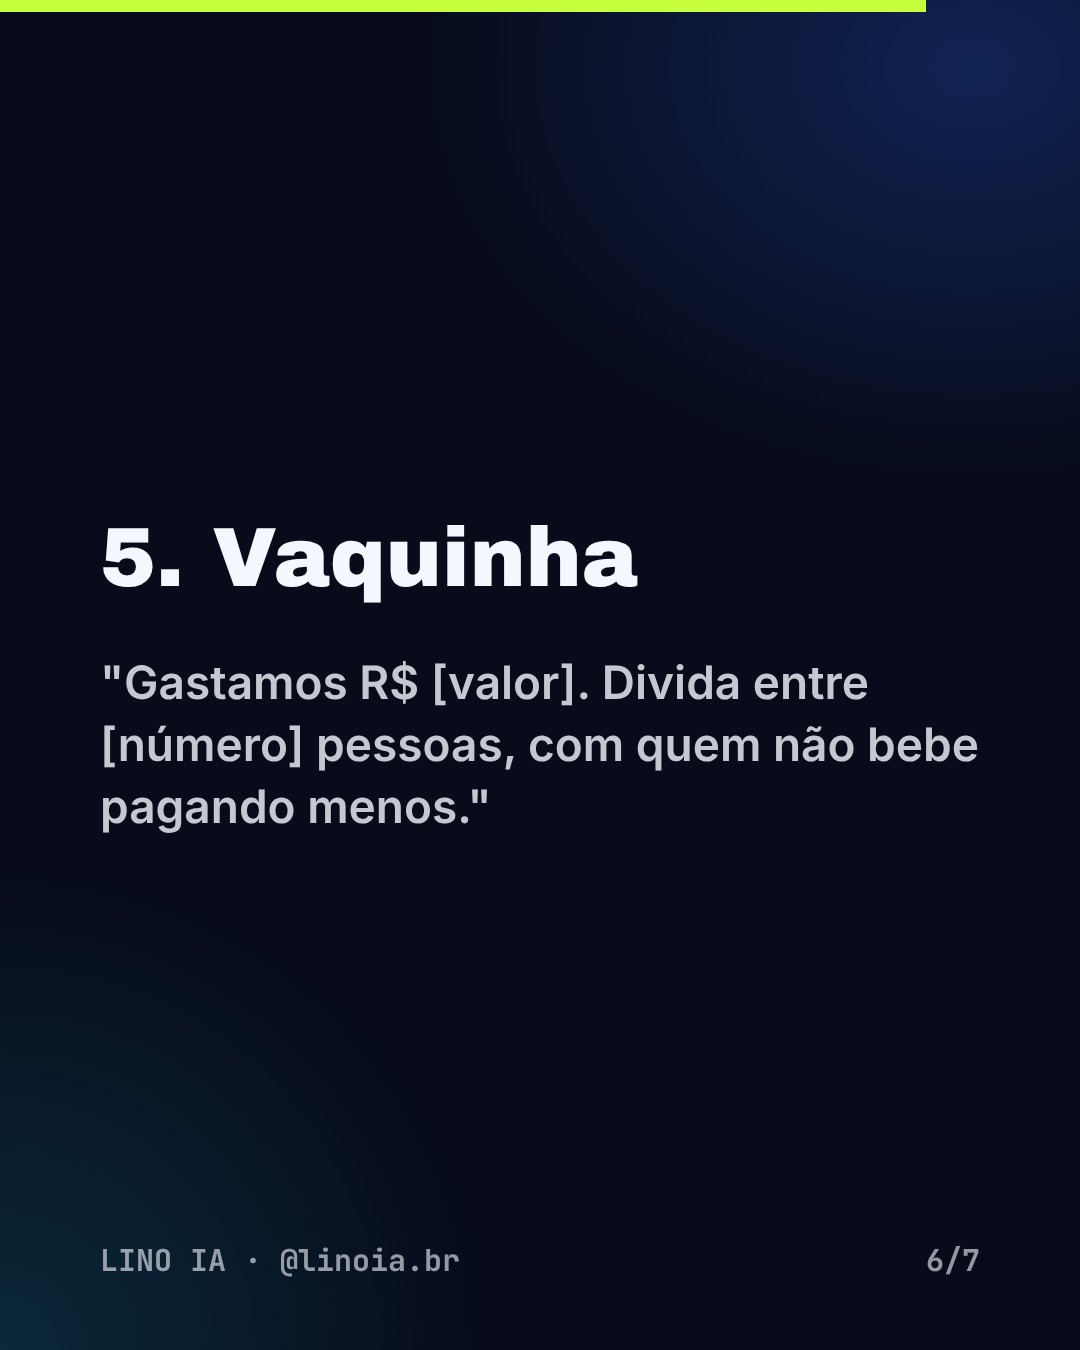 5. Vaquinha
"Gastamos R$ [valor]. Divida entre
[número] pessoas, com quem não bebe
pagando menos."
LINO IA · @linoia.br
6/7